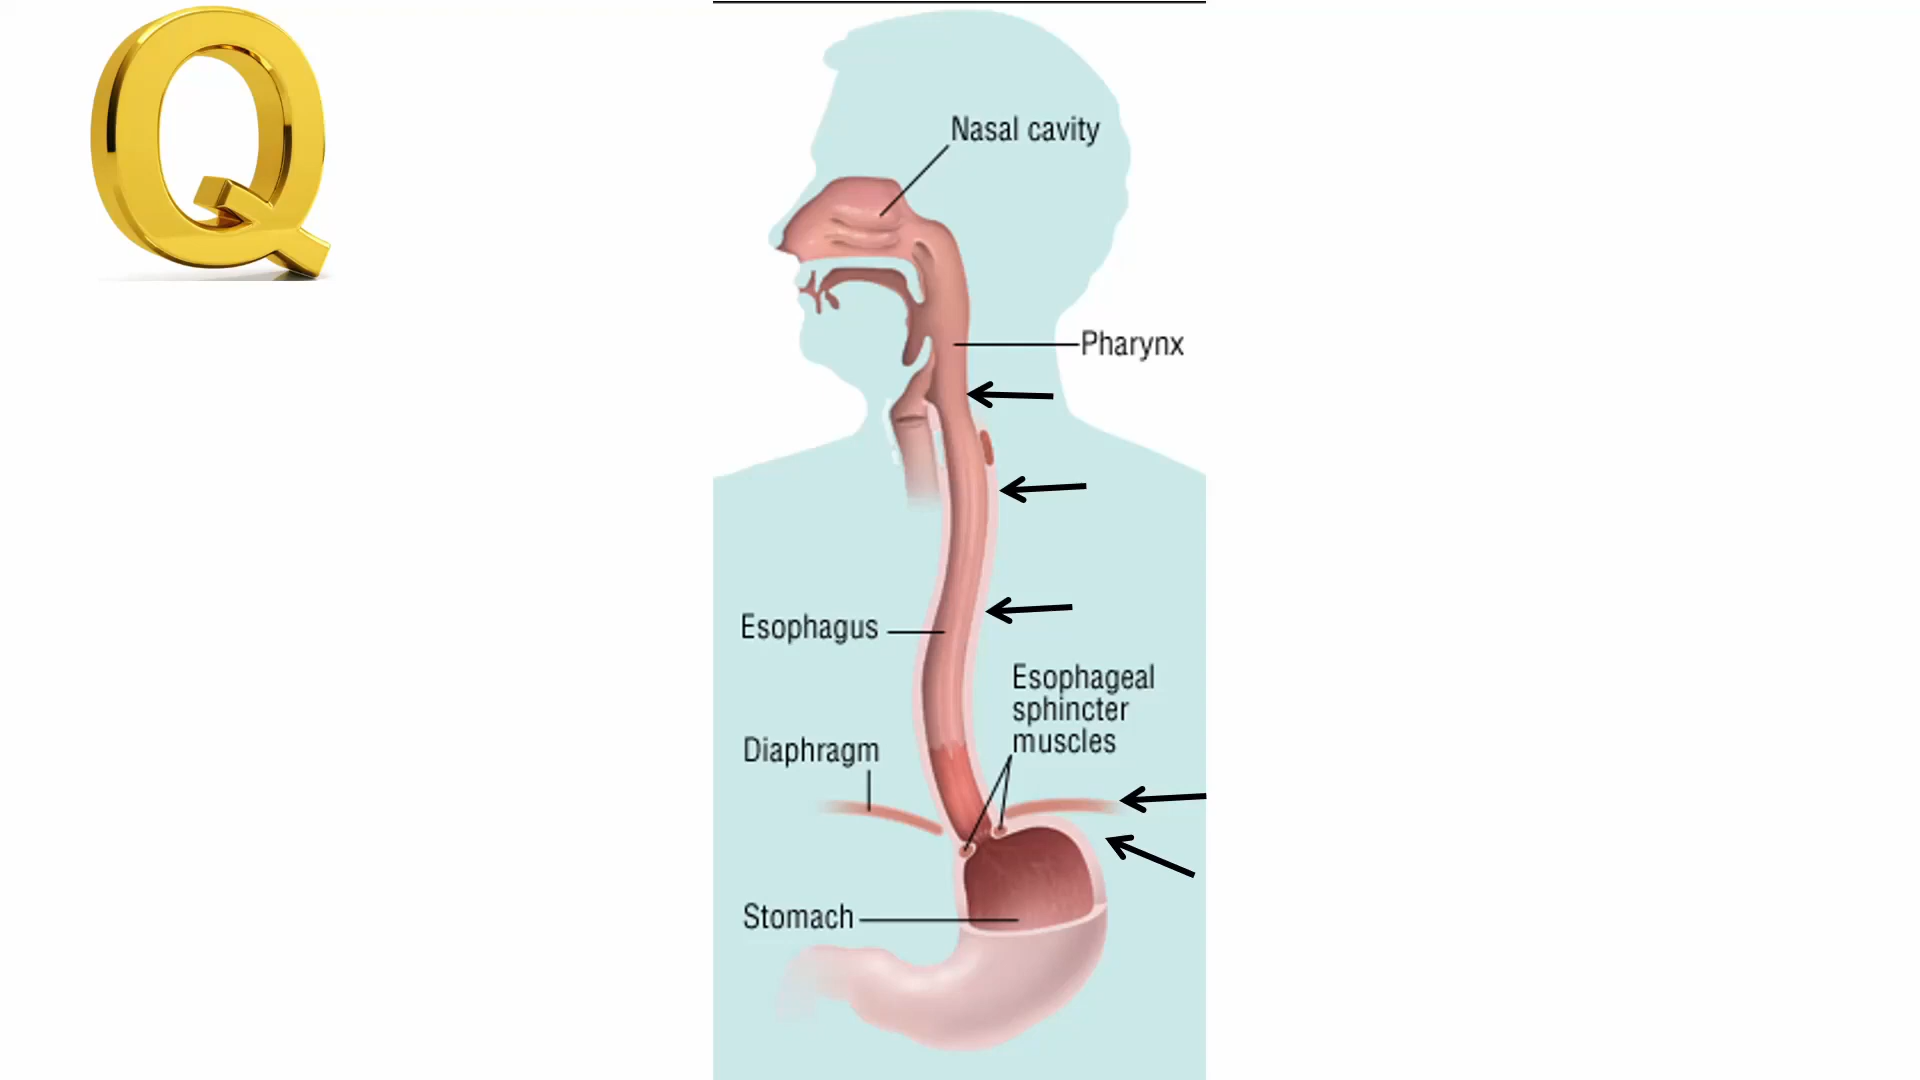 Q
Nasal cavity
Pharynx
Esophagus
Esophageal
sphincter
muscles
Diaphragm
Stomach